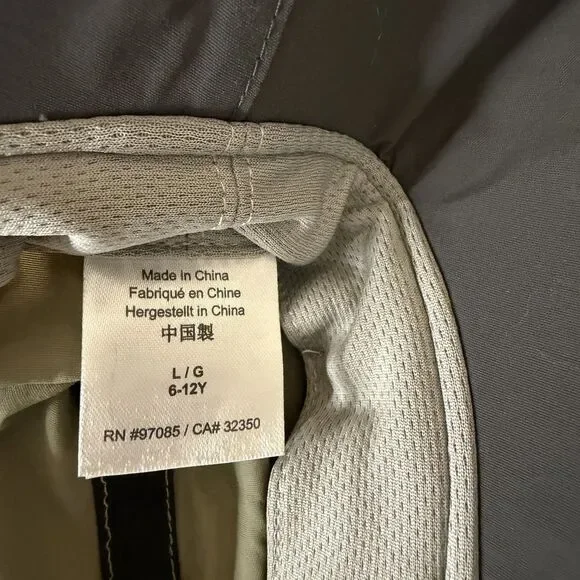 Made in China
Fabriqué en Chine
Hergestellt in China
中国製
L / G
6-12Y
RN #97085 / CA# 32350